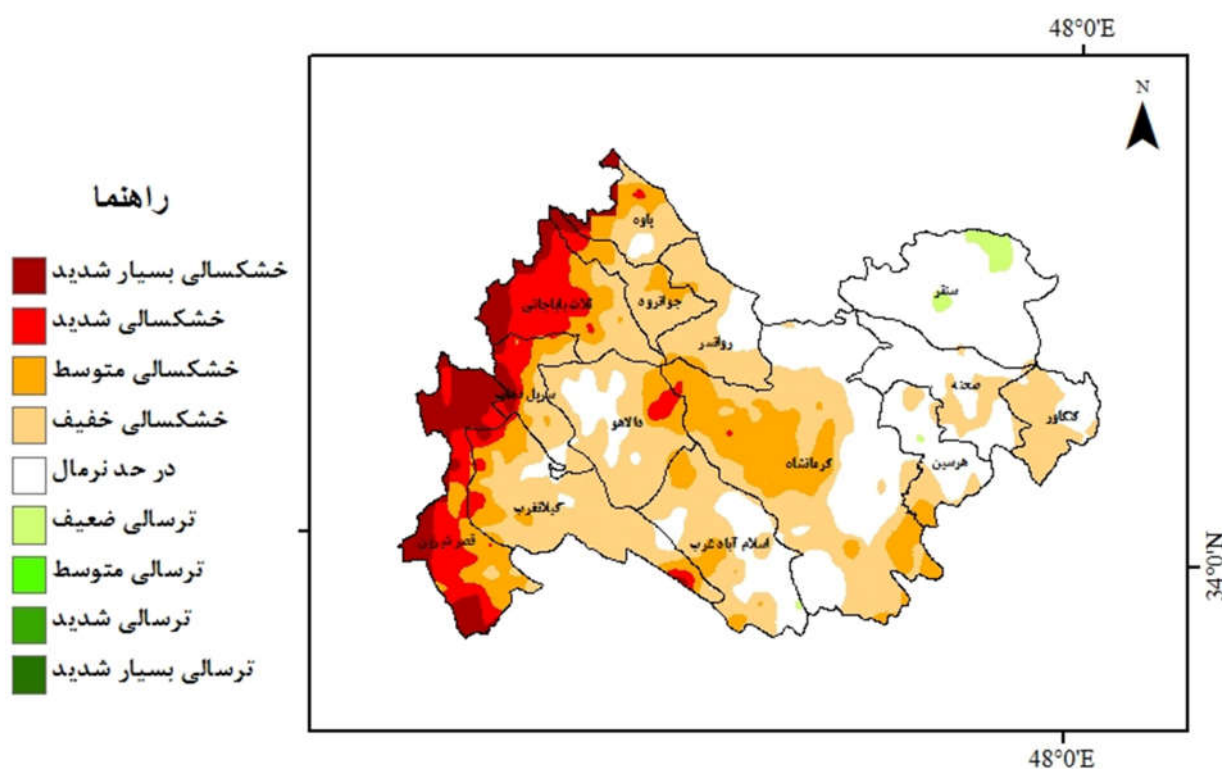 48°0'E
N
راهنما
خشکسالی بسیار شدید
خشکسالی شدید
خشکسالی متوسط
خشکسالی خفیف
در حد نرمال
ترسالی ضعیف
ترسالی متوسط
ترسالی شدید
ترسالی بسیار شدید
پاوه
سنقر
جوانرود
ثلاث باباجانی
روانسر
صحنه
سرپل ذهاب
کنگاور
دالاهو
هرسین
کرمانشاه
گیلانغرب
قصر شیرین
اسلام آباد غرب
34°0'N
48°0'E